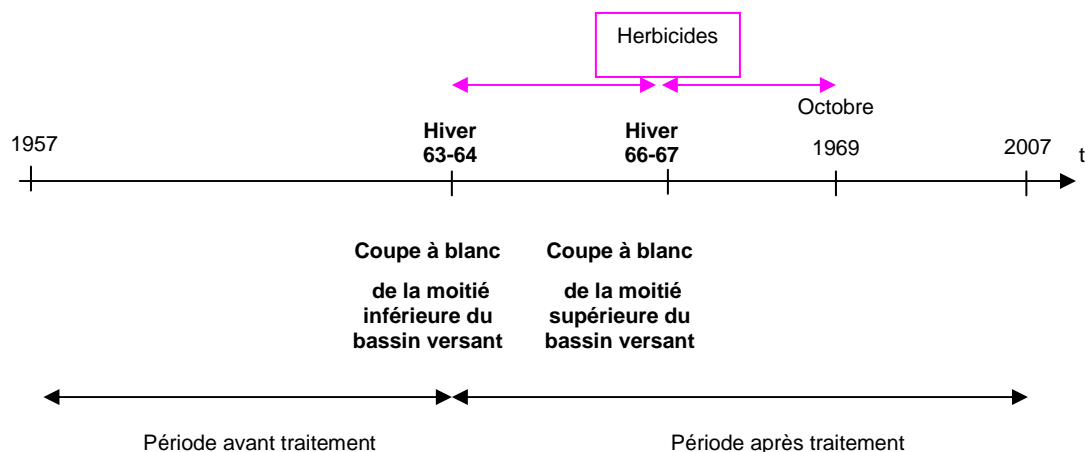 Herbicides
Octobre
1957
Hiver
63-64
Hiver
66-67
1969
2007
t
Coupe à blanc
de la moitié
inférieure du
bassin versant
Coupe à blanc
de la moitié
supérieure du
bassin versant
Période avant traitement
Période après traitement